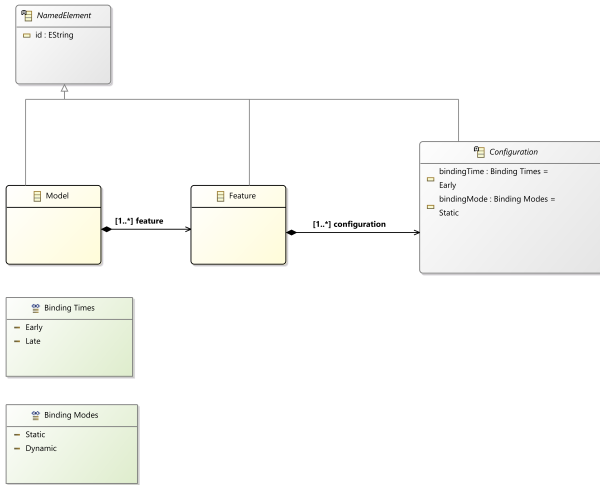 NamedElement
id : EString
Configuration
bindingTime : Binding Times =
Early
bindingMode : Binding Modes =
Static
Model
Feature
[1..*] feature
[1..*] configuration
Binding Times
Early
Late
Binding Modes
Static
Dynamic